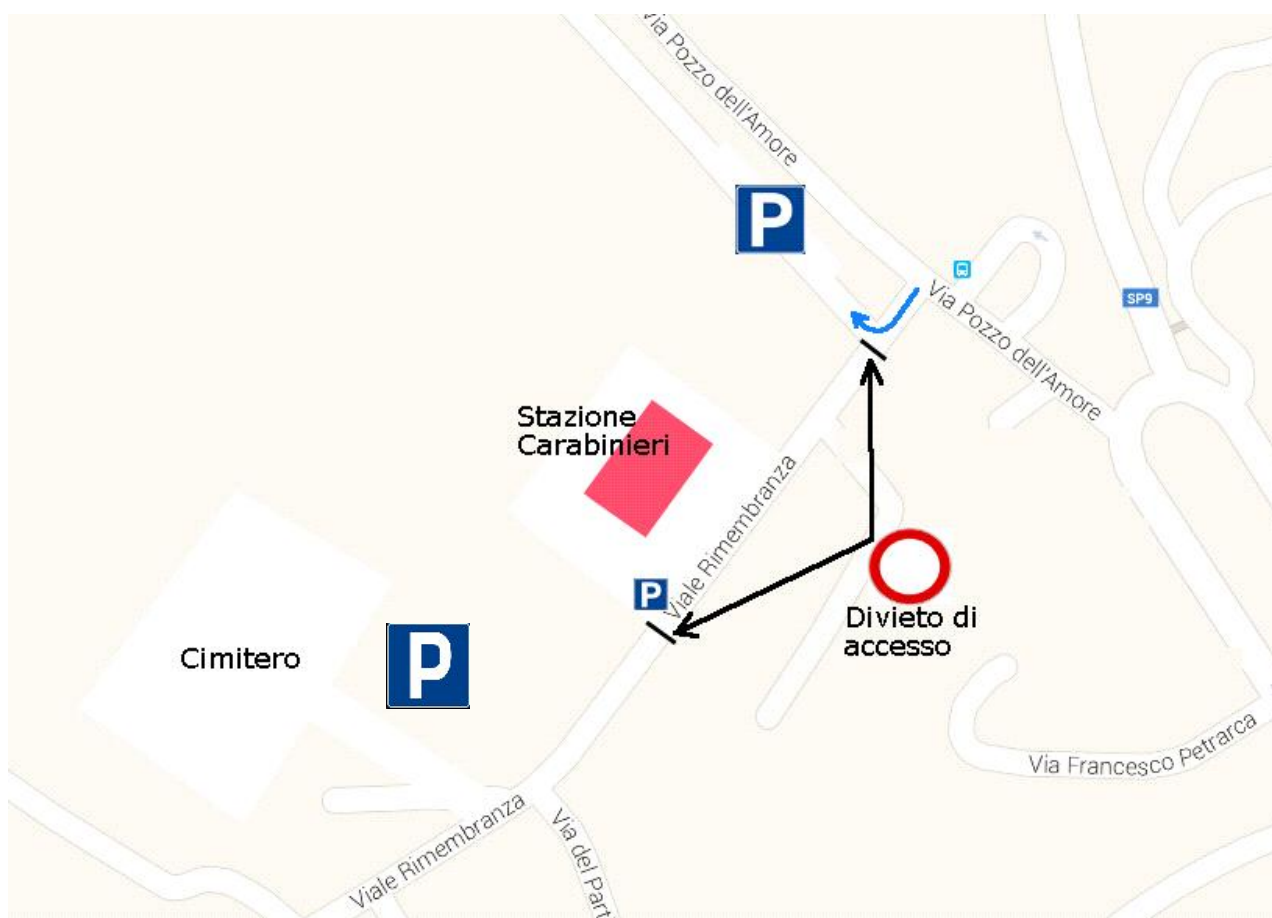 Via Pozzo dell'Amore
P
Via Pozzo dell'Amore
SP9
Stazione
Carabinieri
Viale Rimembranza
P
Divieto di
accesso
Cimitero
P
Via Francesco Petrarca
Viale Rimembranza
Via del Part